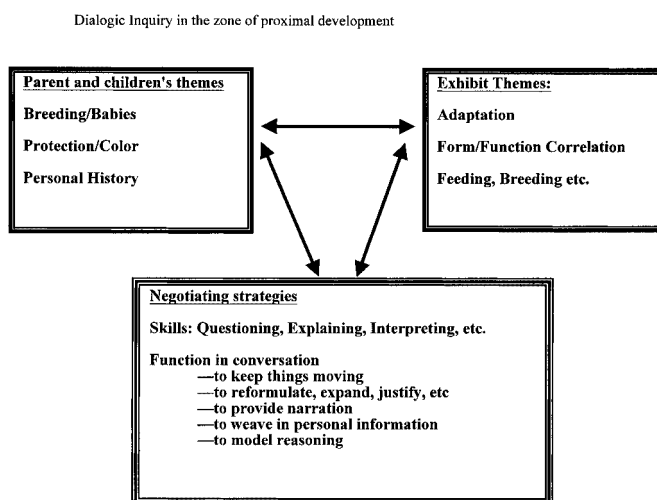 Dialogic Inquiry in the zone of proximal development
Parent and children's themes
Breeding/Babies
Protection/Color
Personal History
Exhibit Themes:
Adaptation
Form/Function Correlation
Feeding, Breeding etc.
Negotiating strategies
Skills: Questioning, Explaining, Interpreting, etc.
Function in conversation
—to keep things moving
—to reformulate, expand, justify, etc
—to provide narration
—to weave in personal information
—to model reasoning